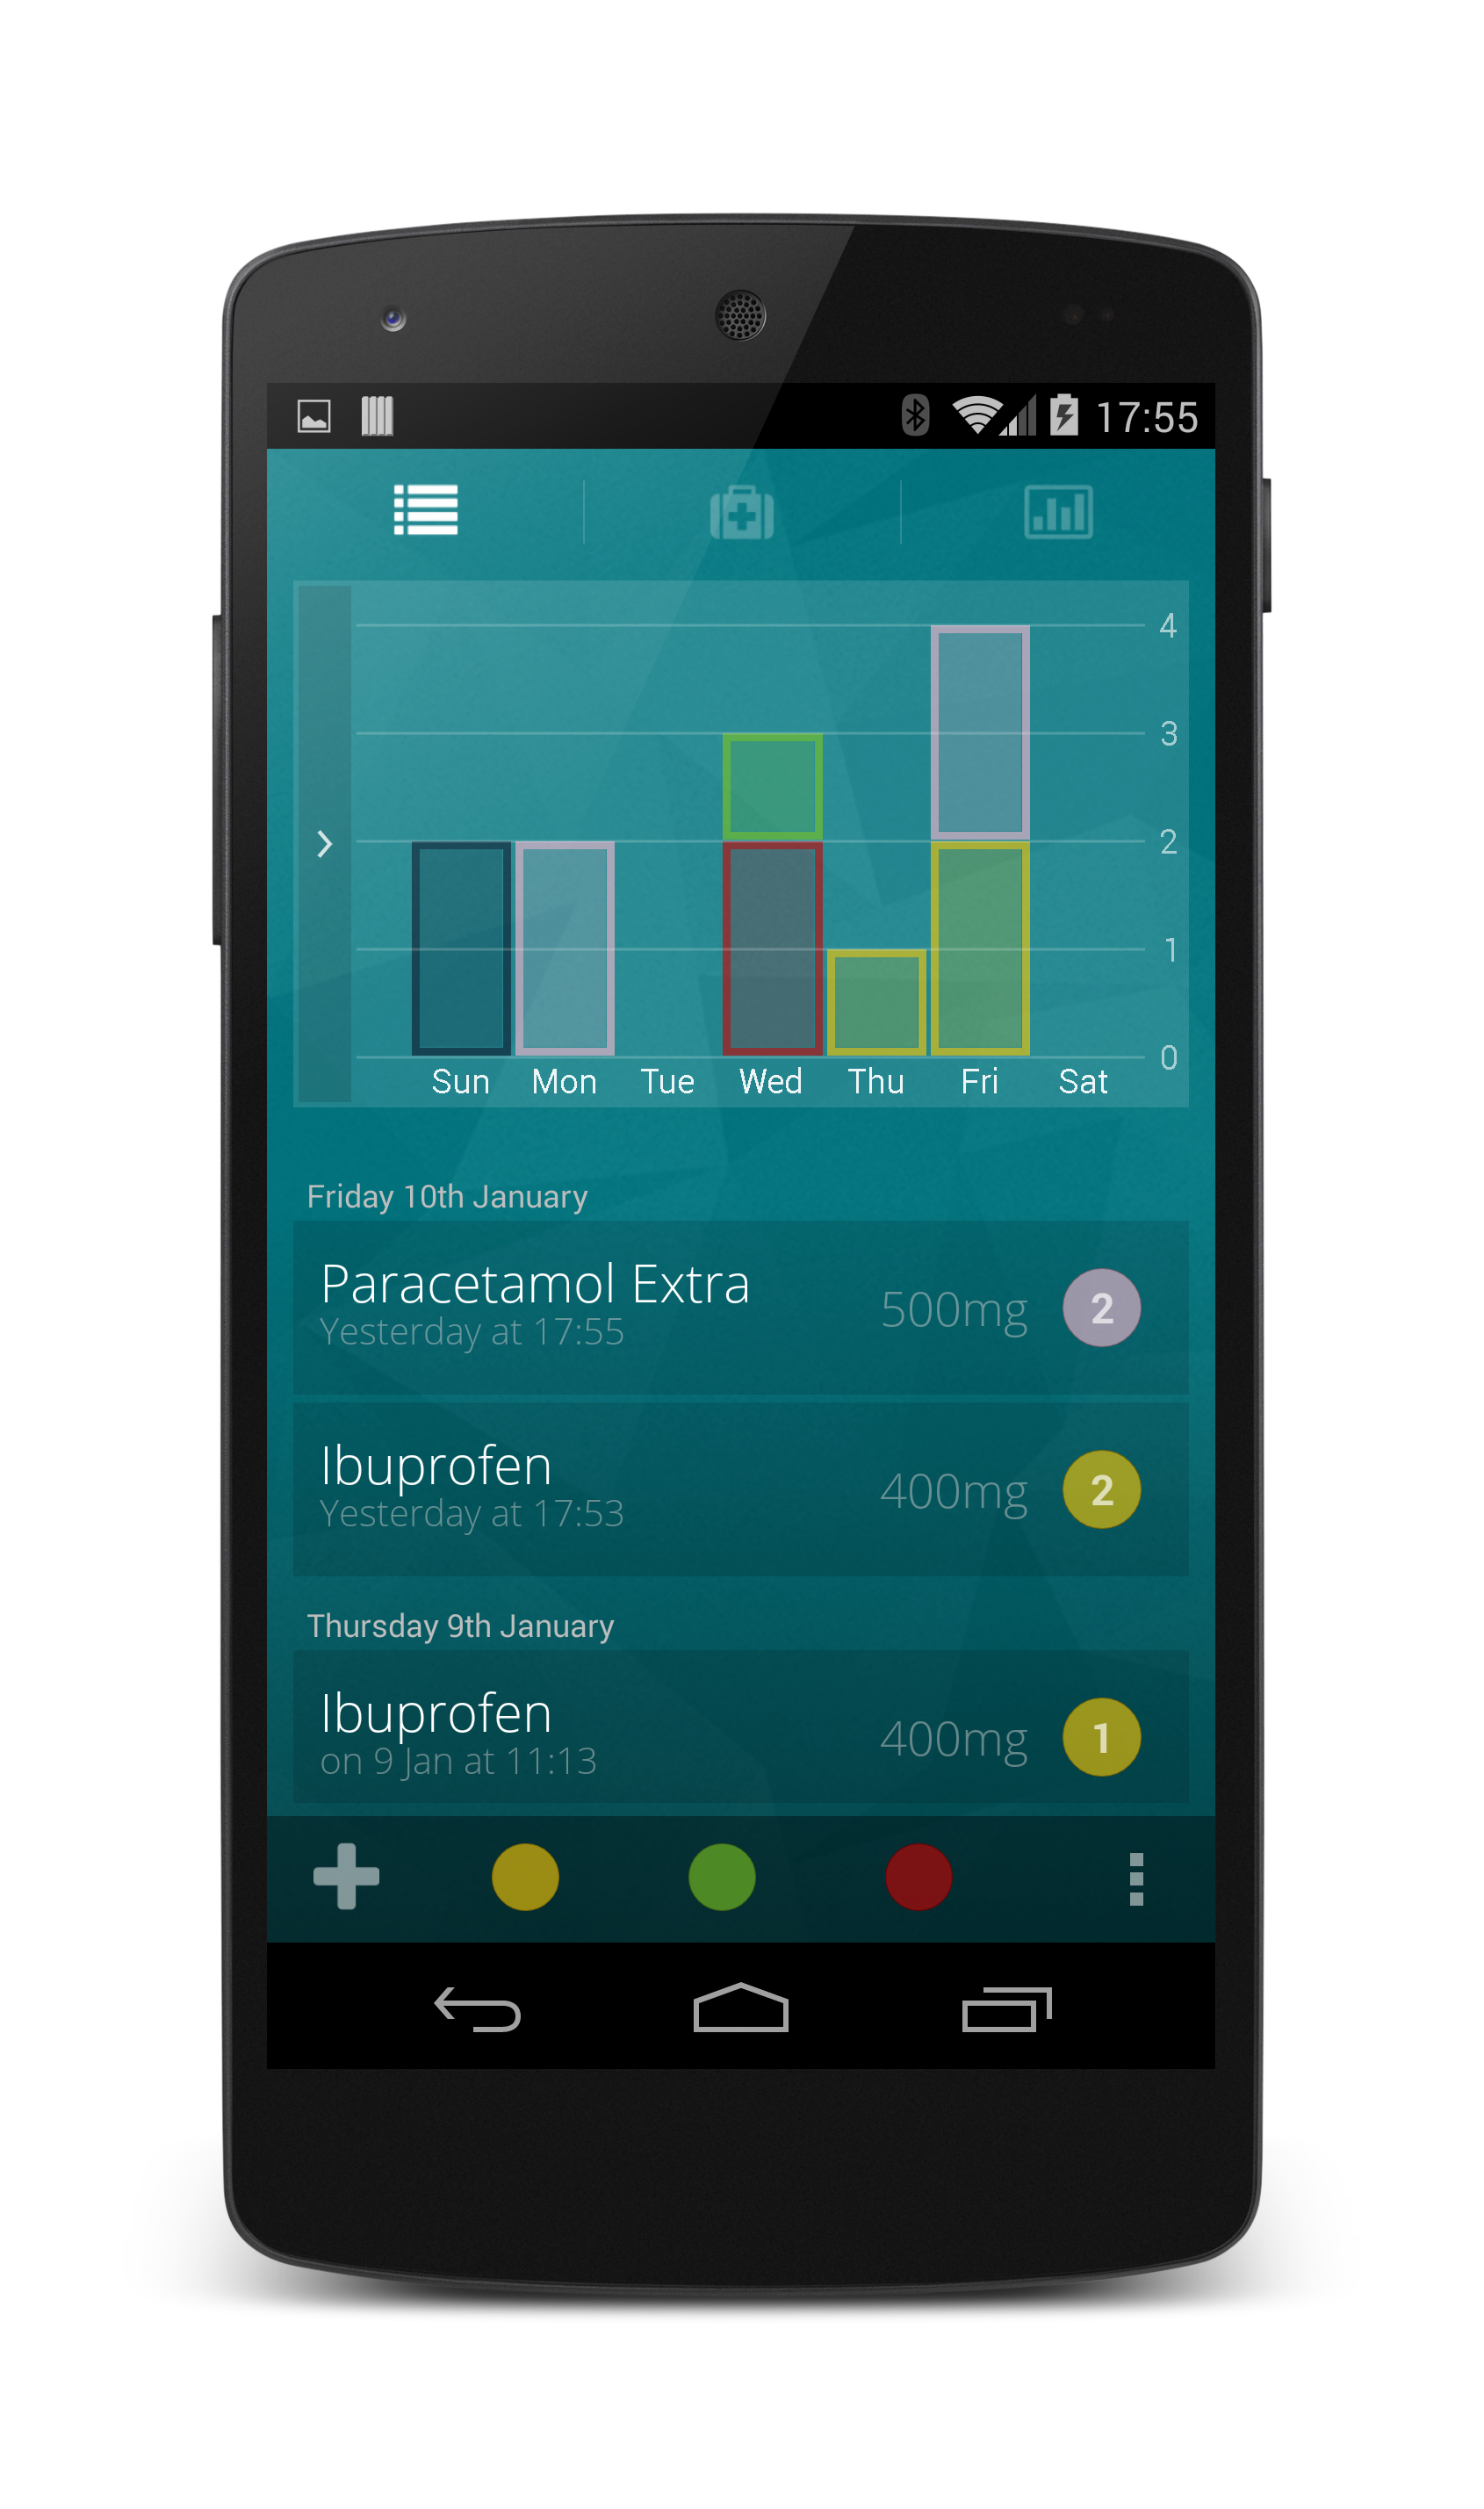 17:55
4
3
2
1
0
Sun Mon Tue Wed Thu Fri Sat
Friday 10th January
Paracetamol Extra
Yesterday at 17:55
500mg 2
Ibuprofen
Yesterday at 17:53
400mg 2
Thursday 9th January
Ibuprofen
on 9 Jan at 11:13
400mg 1